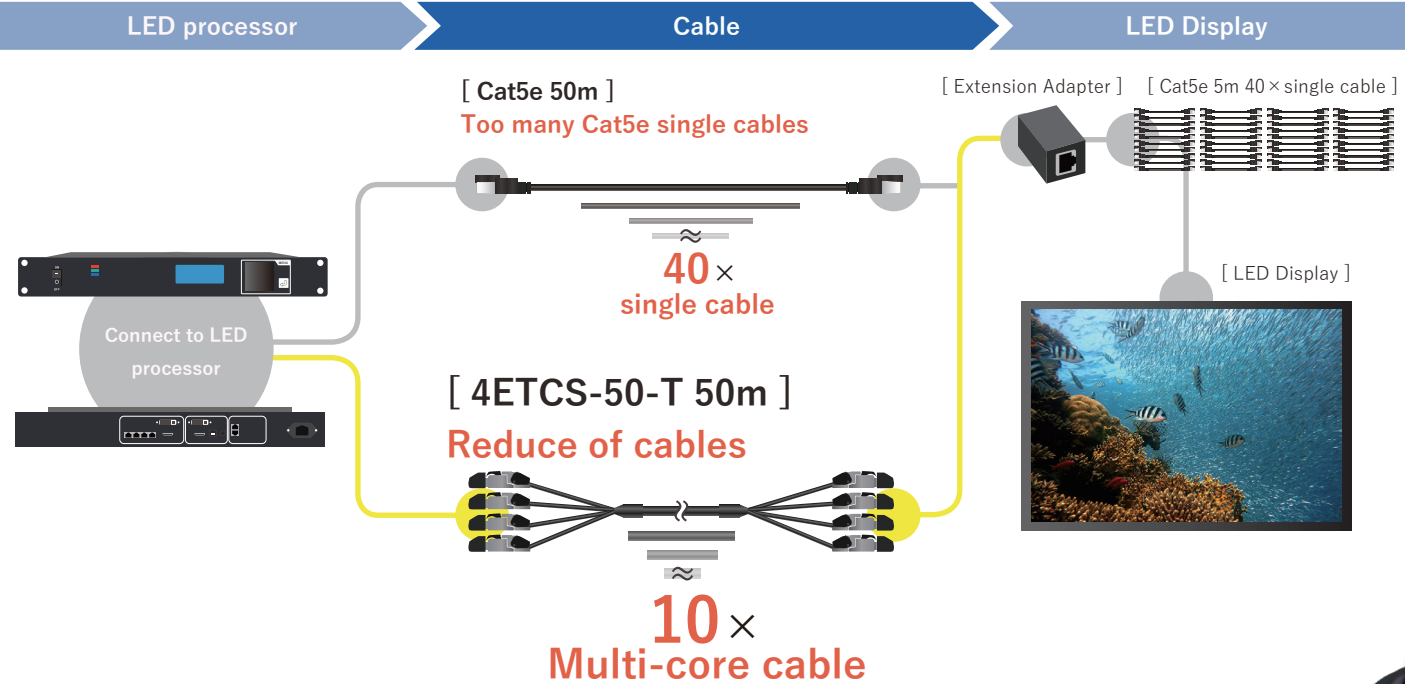 LED processor
Cable
LED Display
[ Cat5e 50m ]
Too many Cat5e single cables
[ Extension Adapter ]
[ Cat5e 5m 40×single cable ]
40×
single cable
[ LED Display ]
Connect to LED
processor
[ 4ETCS-50-T 50m ]
Reduce of cables
10×
Multi-core cable